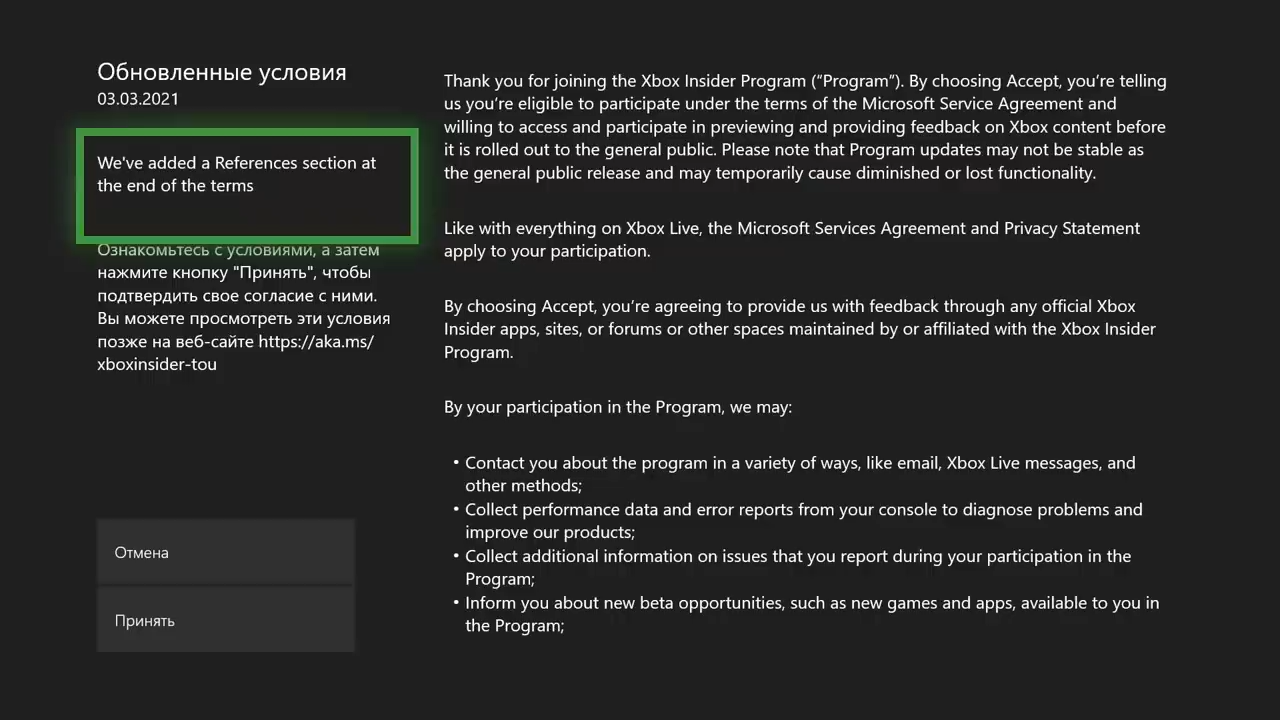 Обновленные условия
03.03.2021
We've added a References section at
the end of the terms
Ознакомьтесь с условиями, а затем
нажмите кнопку "Принять", чтобы
подтвердить свое согласие с ними.
Вы можете просмотреть эти условия
позже на веб-сайте https://aka.ms/
xboxinsider-tou
Отмена
Принять
Thank you for joining the Xbox Insider Program (“Program”). By choosing Accept, you’re telling
us you’re eligible to participate under the terms of the Microsoft Service Agreement and
willing to access and participate in previewing and providing feedback on Xbox content before
it is rolled out to the general public. Please note that Program updates may not be stable as
the general public release and may temporarily cause diminished or lost functionality.
Like with everything on Xbox Live, the Microsoft Services Agreement and Privacy Statement
apply to your participation.
By choosing Accept, you’re agreeing to provide us with feedback through any official Xbox
Insider apps, sites, or forums or other spaces maintained by or affiliated with the Xbox Insider
Program.
By your participation in the Program, we may:
• Contact you about the program in a variety of ways, like email, Xbox Live messages, and
other methods;
• Collect performance data and error reports from your console to diagnose problems and
improve our products;
• Collect additional information on issues that you report during your participation in the
Program;
• Inform you about new beta opportunities, such as new games and apps, available to you in
the Program;